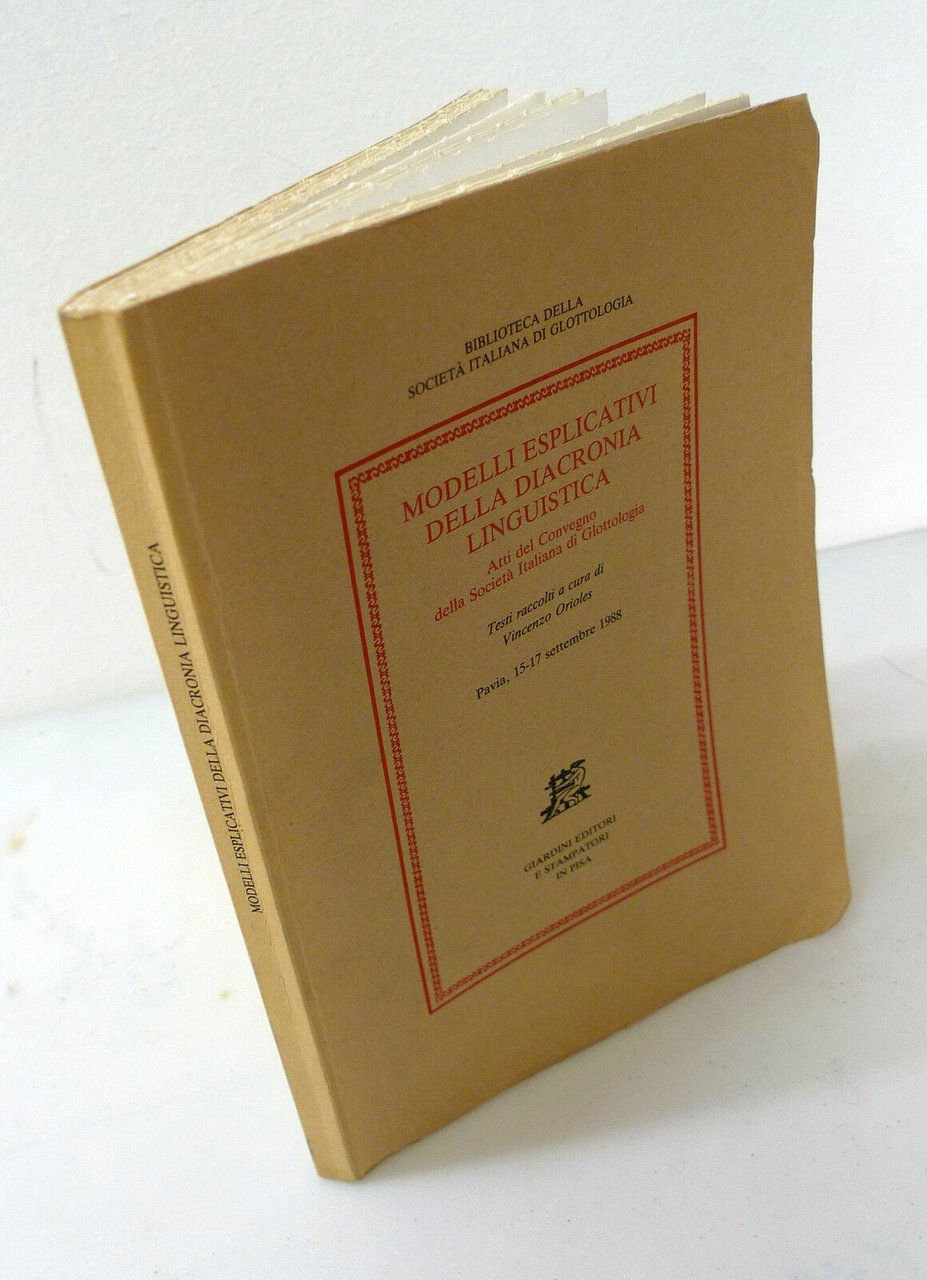 BIBLIOTECA DELLA
SOCIETÀ ITALIANA DI GLOTTOLOGIA
MODELLI ESPLICATIVI
DELLA DIACRONIA
LINGUISTICA
Atti del Convegno
della Società Italiana di Glottologia
Testi raccolti a cura di
Vincenzo Orioles
Pavia, 15-17 settembre 1988
GIARDINI EDITORI
E STAMPATORI
IN PISA
MODELLI ESPLICATIVI DELLA DIACRONIA LINGUISTICA